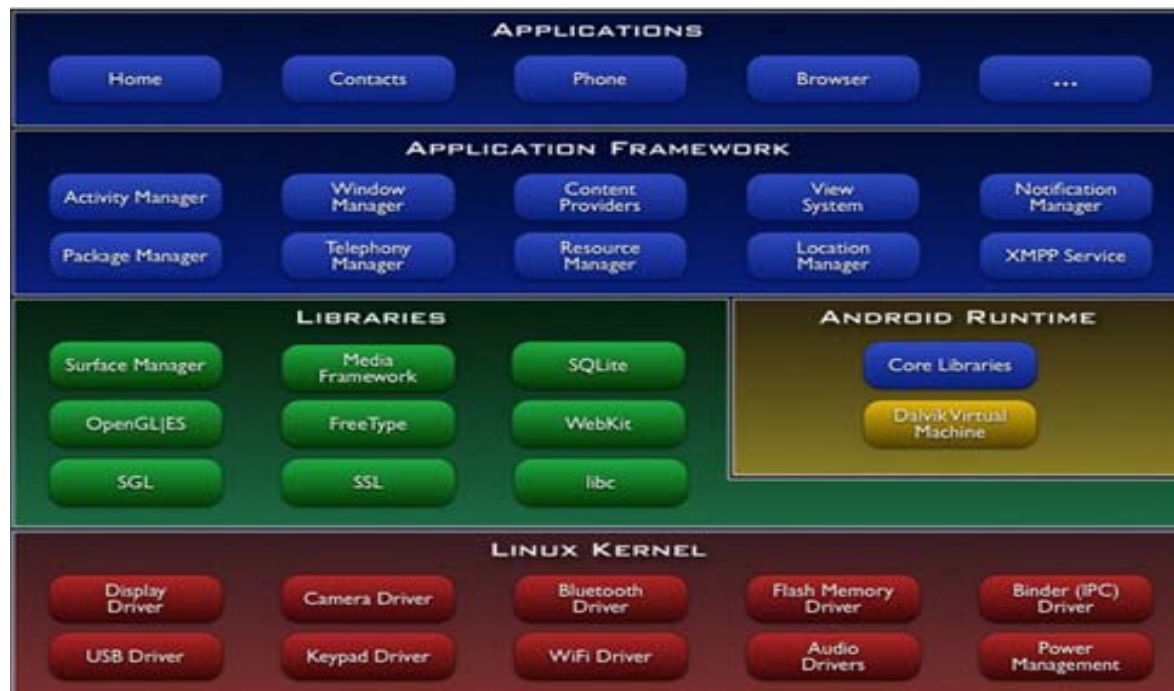 APPLICATIONS
Home
Contacts
Phone
Browser
...
APPLICATION FRAMEWORK
Activity Manager
Window
Manager
Content
Providers
View
System
Notification
Manager
Package Manager
Telephony
Manager
Resource
Manager
Location
Manager
XMPP Service
LIBRARIES
Surface Manager
Media
Framework
SQLite
OpenGL|ES
FreeType
WebKit
SGL
SSL
libc
ANDROID RUNTIME
Core Libraries
Dalvik Virtual
Machine
LINUX KERNEL
Display
Driver
Camera Driver
Bluetooth
Driver
Flash Memory
Driver
Binder (IPC)
Driver
USB Driver
Keypad Driver
WiFi Driver
Audio
Drivers
Power
Management